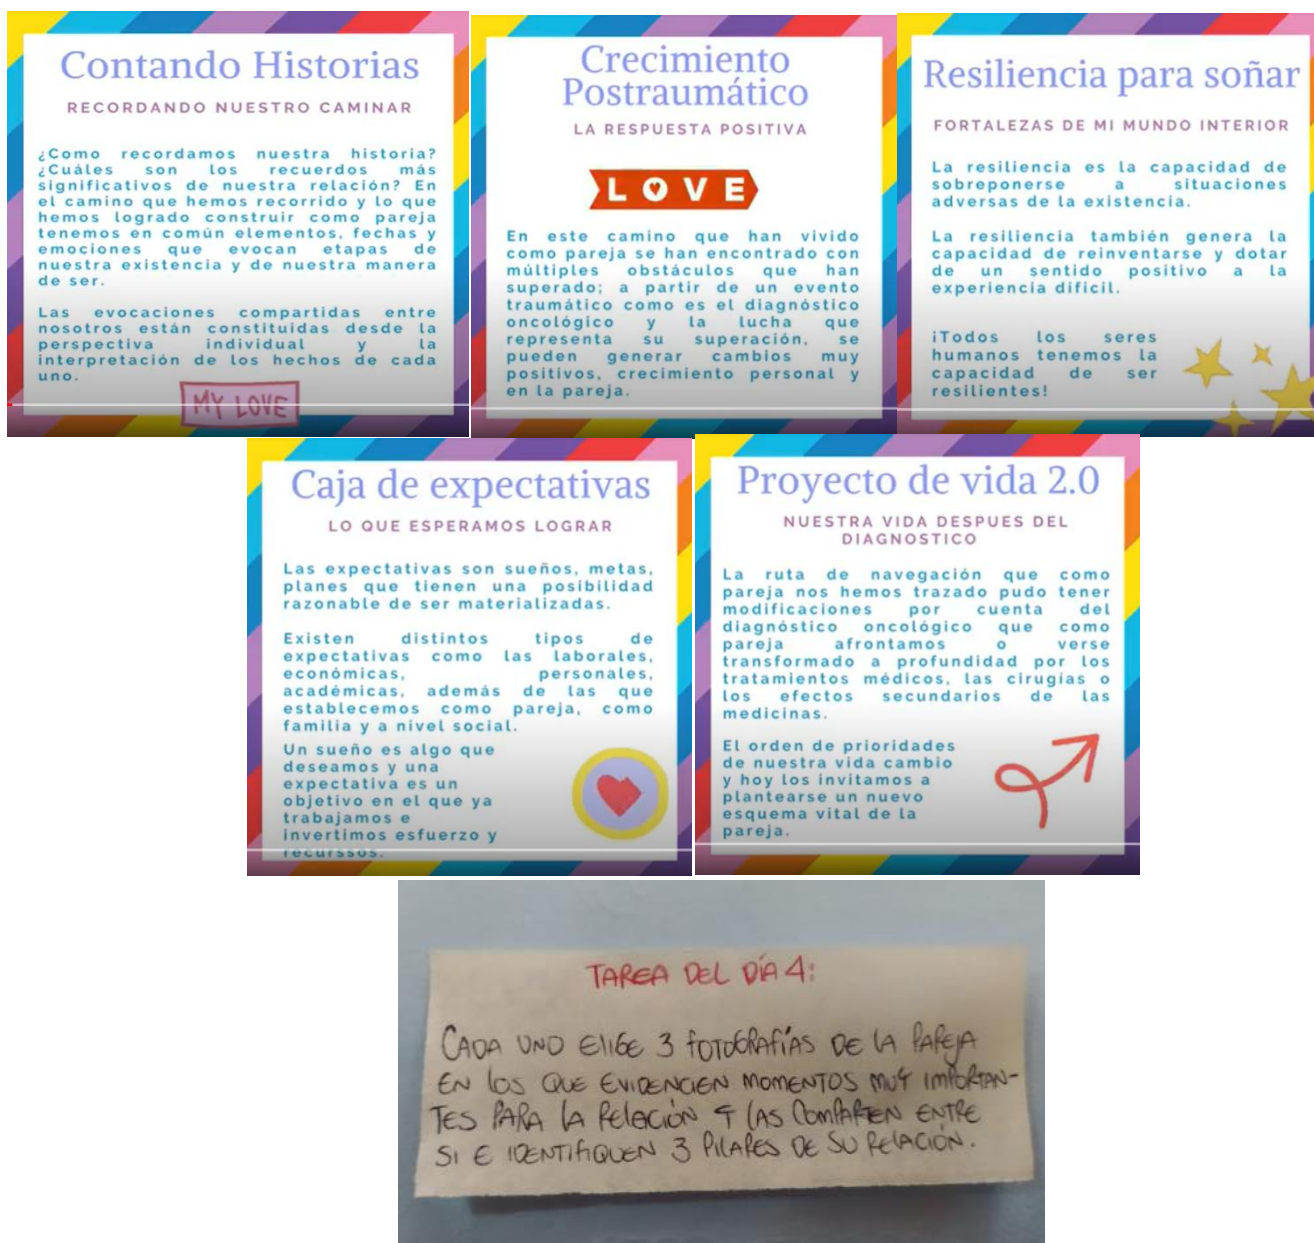 Contando Historias
RECORDANDO NUESTRO CAMINAR
¿Como recordamos nuestra historia?
¿Cuáles son los recuerdos más
significativos de nuestra relación? En
el camino que hemos recorrido y lo que
hemos logrado construir como pareja
tenemos en común elementos, fechas y
emociones que evocan etapas de
nuestra existencia y de nuestra manera
de ser.
Las evocaciones compartidas entre
nosotros están constituidas desde la
perspectiva individual y la
interpretación de los hechos de cada
uno.
MY LOVE
Crecimiento
Postraumático
LA RESPUESTA POSITIVA
LOVE
En este camino que han vivido
como pareja se han encontrado con
múltiples obstáculos que han
superado; a partir de un evento
traumático como es el diagnóstico
oncológico y la lucha que
representa su superación, se
pueden generar cambios muy
positivos, crecimiento personal y
en la pareja.
Resiliencia para soñar
FORTALEZAS DE MI MUNDO INTERIOR
La resiliencia es la capacidad de
sobreponerse a situaciones
adversas de la existencia.
La resiliencia también genera la
capacidad de reinventarse y dotar
de un sentido positivo a la
experiencia dificil.
¡Todos los seres
humanos tenemos la
capacidad de ser
resilientes!
Caja de expectativas
LO QUE ESPERAMOS LOGRAR
Las expectativas son sueños, metas,
planes que tienen una posibilidad
razonable de ser materializadas.
Existen distintos tipos de
expectativas como las laborales,
económicas, personales,
académicas, además de las que
establecemos como pareja, como
familia y a nivel social.
Un sueño es algo que
deseamos y una
expectativa es un
objetivo en el que ya
trabajamos e
invertimos esfuerzo y
recurssos.
Proyecto de vida 2.0
NUESTRA VIDA DESPUES DEL
DIAGNOSTICO
La ruta de navegación que como
pareja nos hemos trazado pudo tener
modificaciones por cuenta del
diagnóstico oncológico que como
pareja afrontamos o verse
transformado a profundidad por los
tratamientos médicos, las cirugías o
los efectos secundarios de las
medicinas.
El orden de prioridades
de nuestra vida cambio
y hoy los invitamos a
plantearse un nuevo
esquema vital de la
pareja.
TAREA DEL DÍA 4:
CADA UNO ELIGE 3 FOTOGRAFÍAS DE LA PAREJA
EN LOS QUE EVIDENCIEN MOMENTOS MUY IMPORTAN-
TES PARA LA RELACIÓN Y LAS COMPARTEN ENTRE
SI E IDENTIFIQUEN 3 PILARES DE SU RELACIÓN.